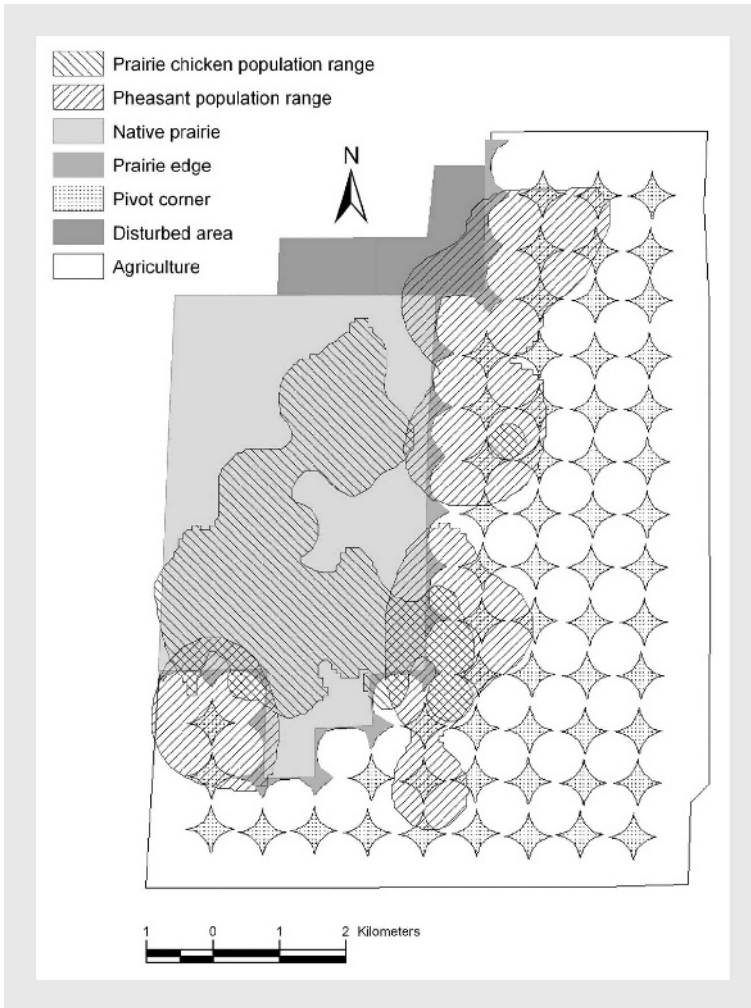 Prairie chicken population range
Pheasant population range
Native prairie
Prairie edge
Pivot corner
Disturbed area
Agriculture
N
1 0 1 2 Kilometers